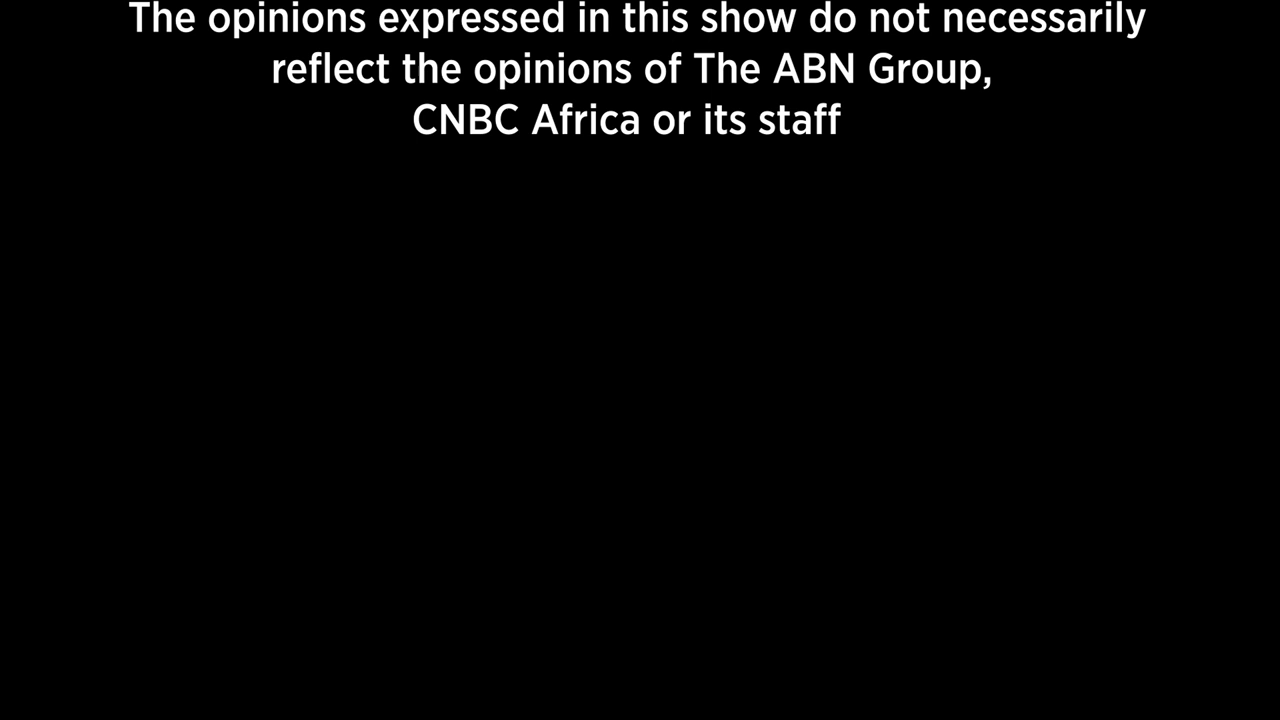 The opinions expressed in this show do not necessarily
reflect the opinions of The ABN Group,
CNBC Africa or its staff